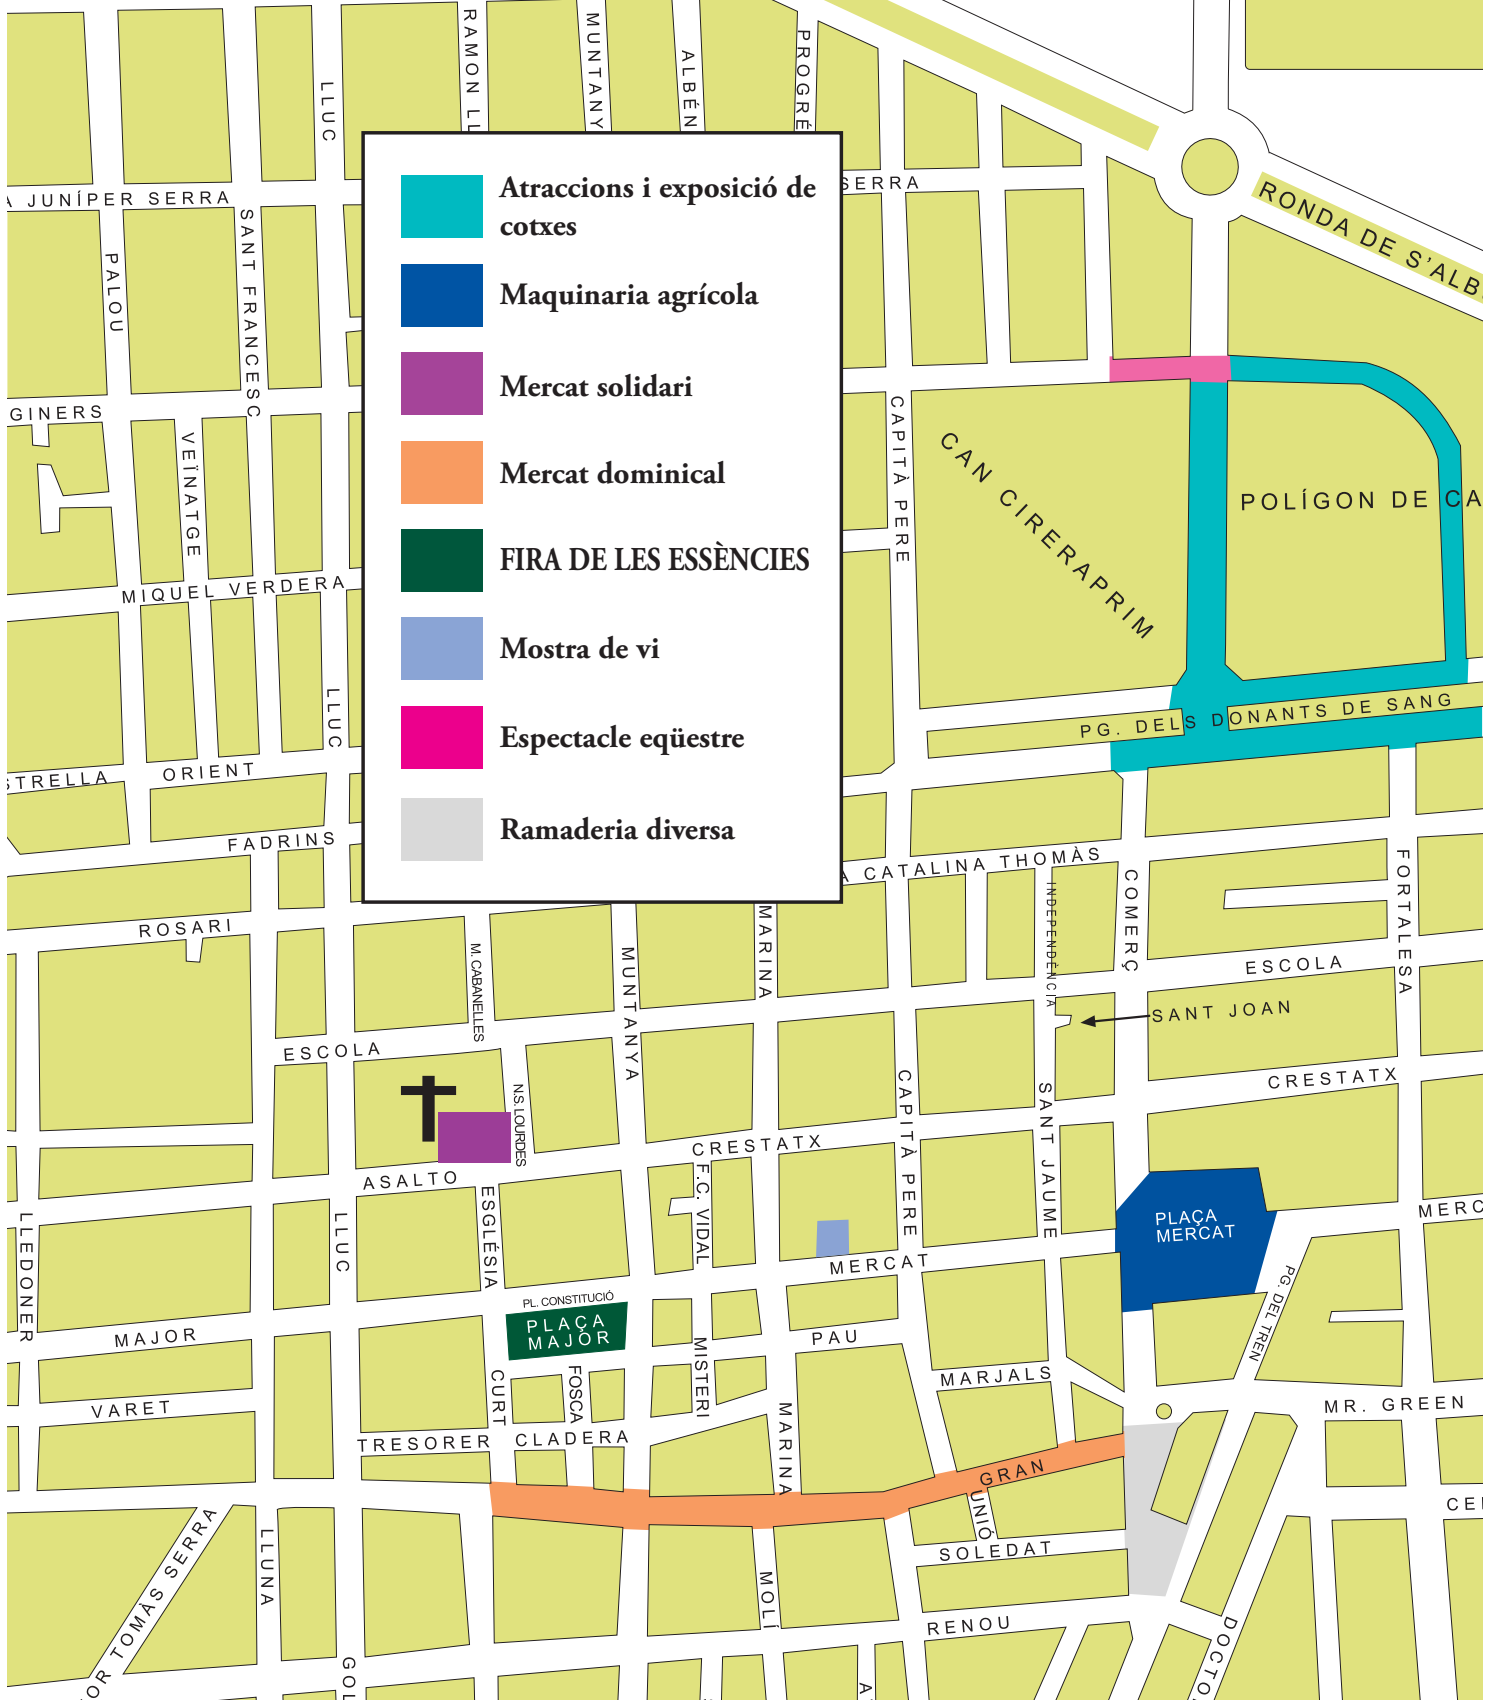 LLUC
RAMON LL
MUNTANY
ALBÉN
PROGRÉ
A JUNÍPER SERRA
SERRA
PALOU
SANT FRANCESC
RONDA DE S'ALB
Atraccions i exposició de
cotxes
Maquinaria agrícola
Mercat solidari
Mercat dominical
FIRA DE LES ESSÈNCIES
Mostra de vi
Espectacle eqüestre
Ramaderia diversa
GINERS
VEÏNATGE
CAPITÀ PERE
CAN CIRERAPRIM
POLÍGON DE CA
MIQUEL VERDERA
LLUC
PG. DELS DONANTS DE SANG
STRELLA
ORIENT
FADRINS
A CATALINA THOMÀS
INDEPENDÈNCIA
COMERÇ
FORTALESA
ROSARI
M. CABANELLES
MUNTANYA
MARINA
ESCOLA
SANT JOAN
ESCOLA
N.S. LOURDES
CAPITÀ PERE
SANT JAUME
CRESTATX
CRESTATX
ASALTO
F.C. VIDAL
ESGLÉSIA
LLEDONER
LLUC
PLAÇA
MERCAT
MERC
MERCAT
PG. DEL TREN
PL. CONSTITUCIÓ
PLAÇA
MAJOR
MAJOR
PAU
MISTERI
CURT
FOSCA
MARJALS
VARET
MR. GREEN
MARINA
TRESORER CLADERA
GRAN
UNIÓ
CEI
OR TOMÀS SERRA
LLUNA
SOLEDAT
MOLÍ
RENOU
DOCTO
GOL
A